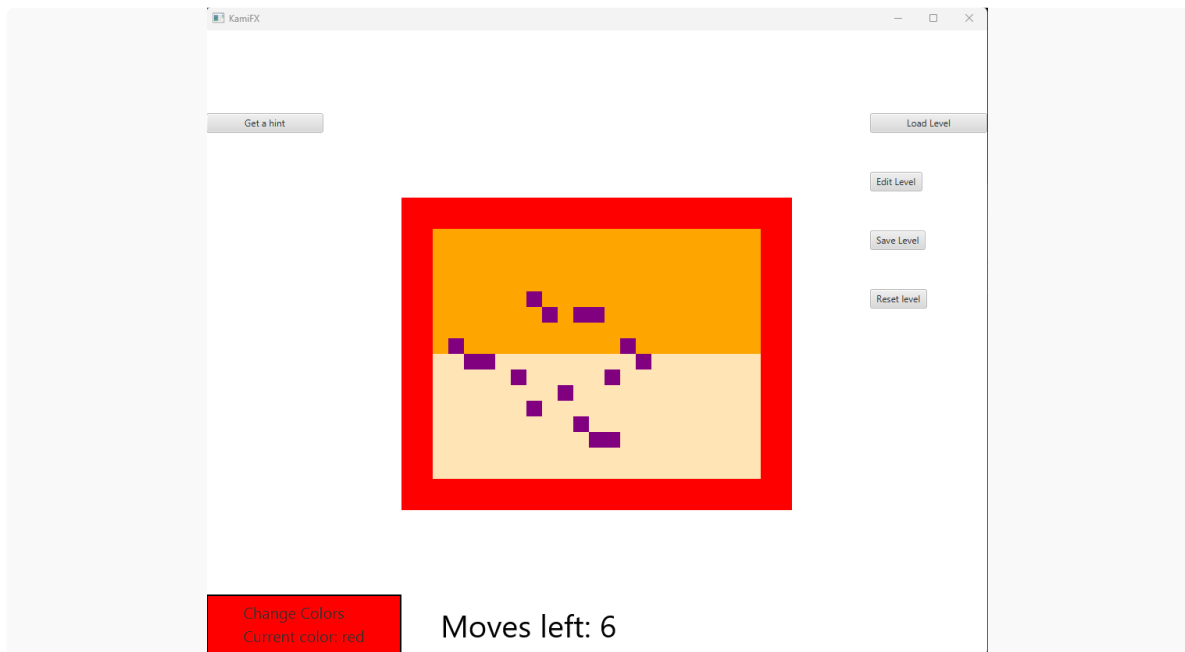 KamiFX
Get a hint
Load Level
Edit Level
Save Level
Reset level
Change Colors
Current color: red
Moves left: 6